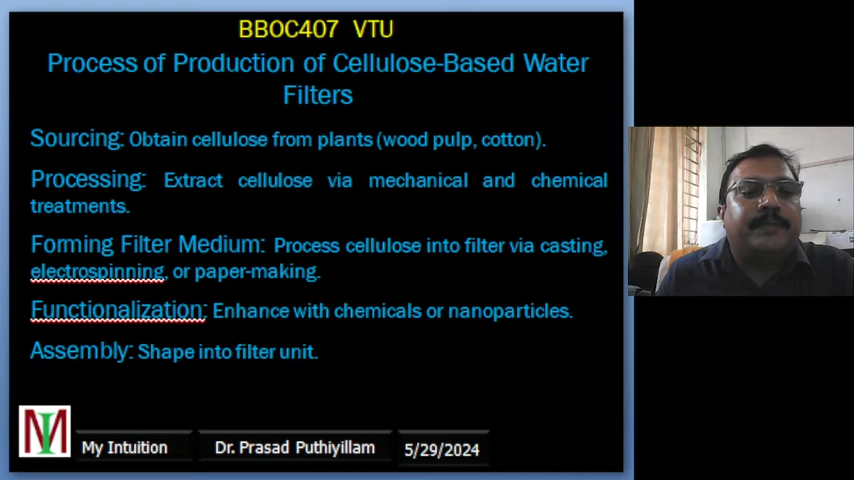 BBOC407 VTU
Process of Production of Cellulose-Based Water
Filters
Sourcing: Obtain cellulose from plants (wood pulp, cotton).
Processing: Extract cellulose via mechanical and chemical
treatments.
Forming Filter Medium: Process cellulose into filter via casting,
electrospinning, or paper-making.
Functionalization: Enhance with chemicals or nanoparticles.
Assembly: Shape into filter unit.
MI
My Intuition
Dr. Prasad Puthiyillam
5/29/2024